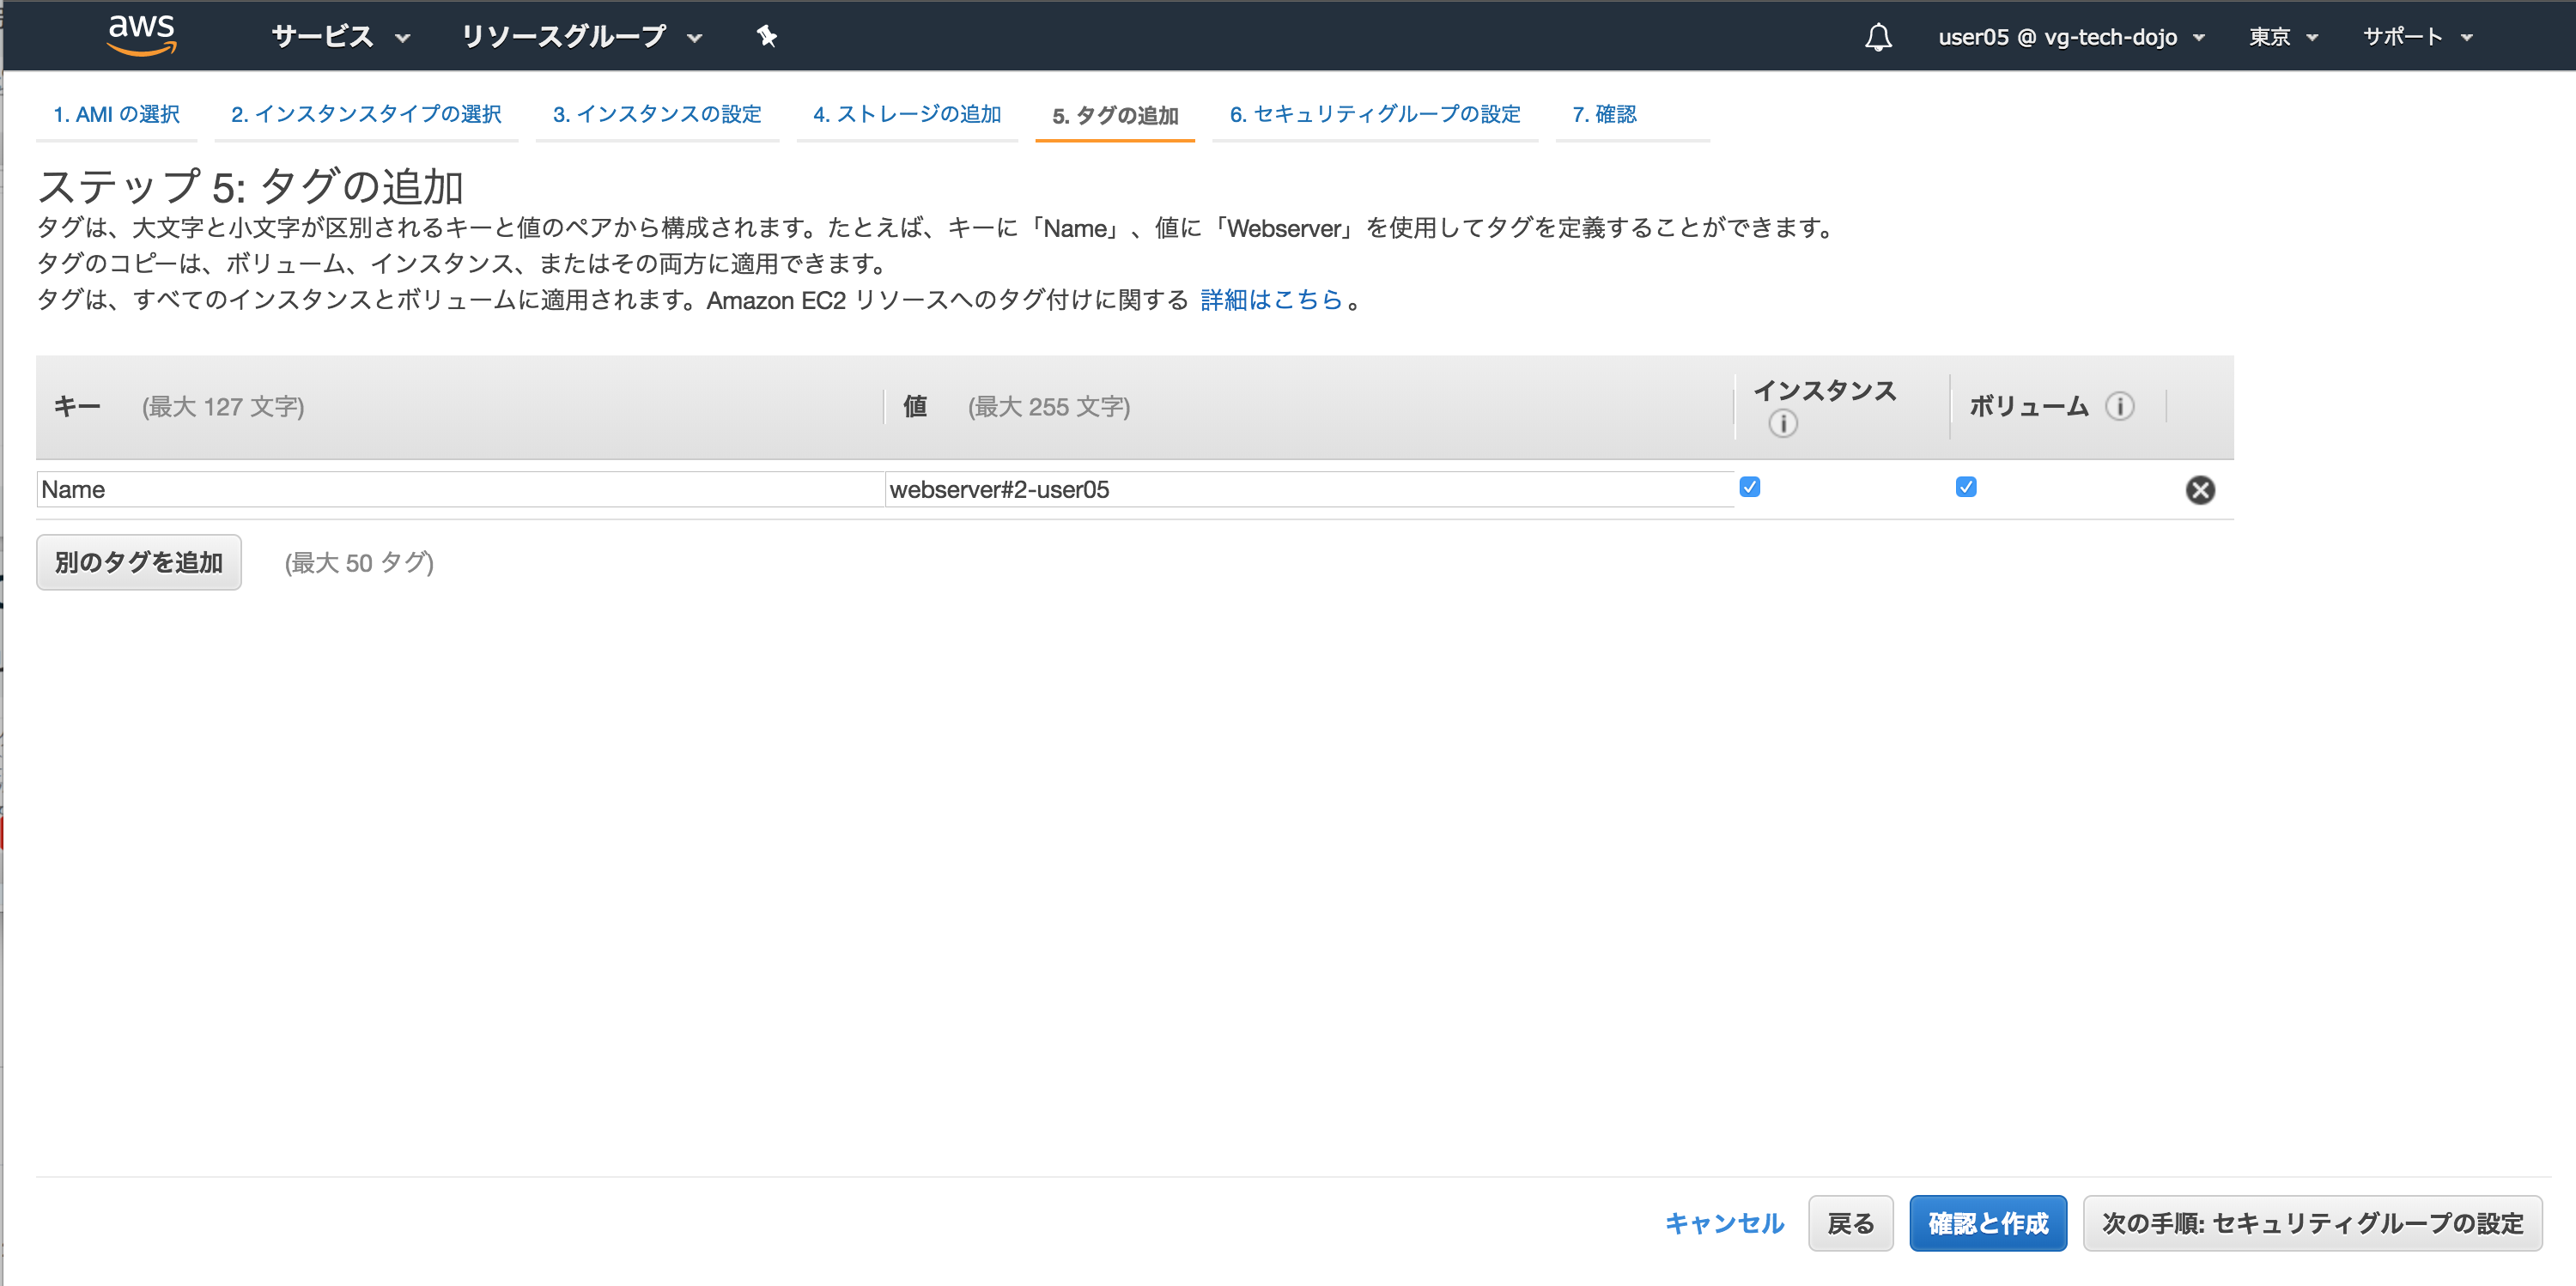 aws サービス リソースグループ user05 @ vg-tech-dojo 東京 サポート
1. AMI の選択 2. インスタンスタイプの選択 3. インスタンスの設定 4. ストレージの追加 5. タグの追加 6. セキュリティグループの設定 7. 確認
ステップ 5: タグの追加
タグは、大文字と小文字が区別されるキーと値のペアから構成されます。たとえば、キーに「Name」、値に「Webserver」を使用してタグを定義することができます。
タグのコピーは、ボリューム、インスタンス、またはその両方に適用できます。
タグは、すべてのインスタンスとボリュームに適用されます。Amazon EC2 リソースへのタグ付けに関する 詳細はこちら。
キー (最大 127 文字) 値 (最大 255 文字) インスタンス ボリューム
Name webserver#2-user05
別のタグを追加 (最大 50 タグ)
キャンセル 戻る 確認と作成 次の手順: セキュリティグループの設定